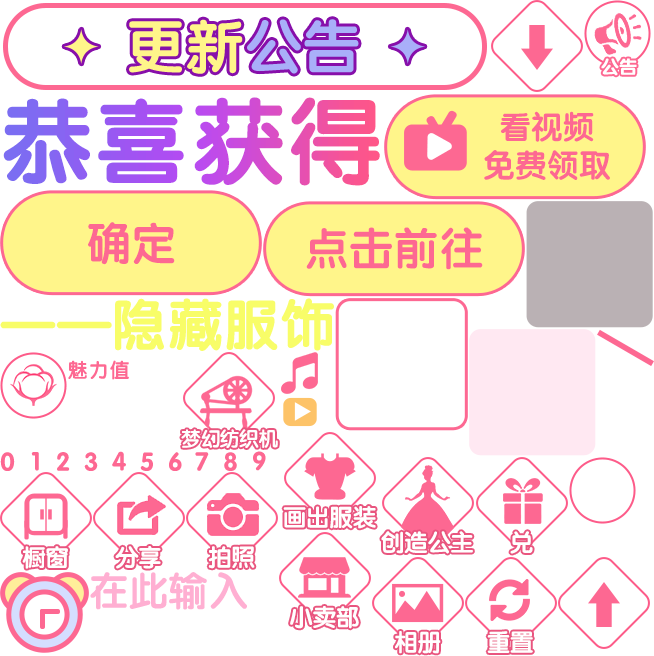 更新公告
公告
恭喜获得
看视频
免费领取
确定
点击前往
一一隐藏服饰
魅力值
梦幻纺织机
0 1 2 3 4 5 6 7 8 9
画出服装
创造公主
兑
橱窗
分享
拍照
在此输入
小卖部
相册
重置